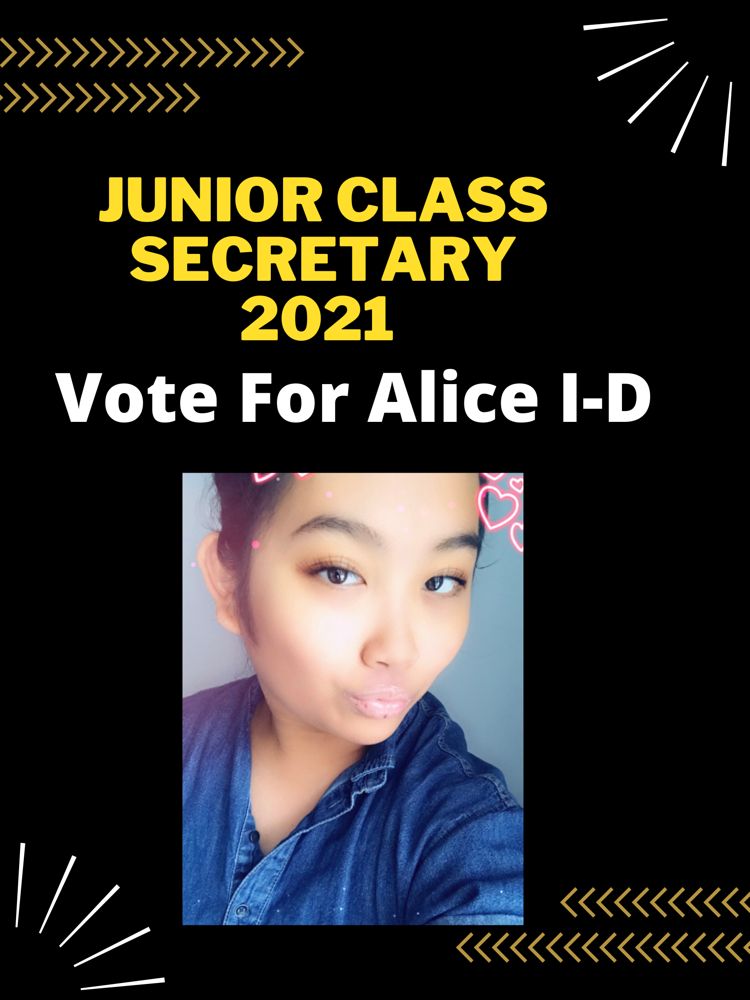 JUNIOR CLASS
SECRETARY
2021
Vote For Alice I-D